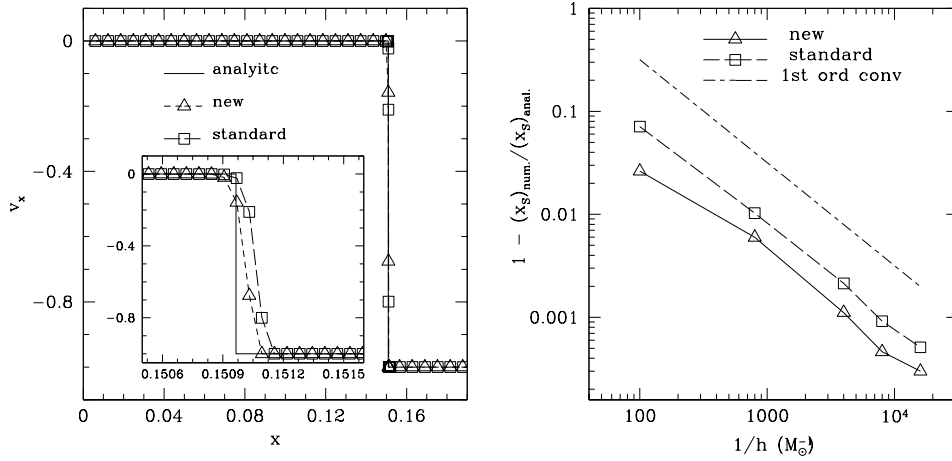 0
−0.4
−0.8
v_x
analyitc
new
standard
0
−0.4
−0.8
0.1506
0.1509
0.1512
0.1515
0
0.04
0.08
0.12
0.16
x
1
0.1
0.01
0.001
1 − (x_S)_num./(x_S)_anal.
new
standard
1st ord conv
100
1000
10⁴
1/h (M_⊙⁻¹)